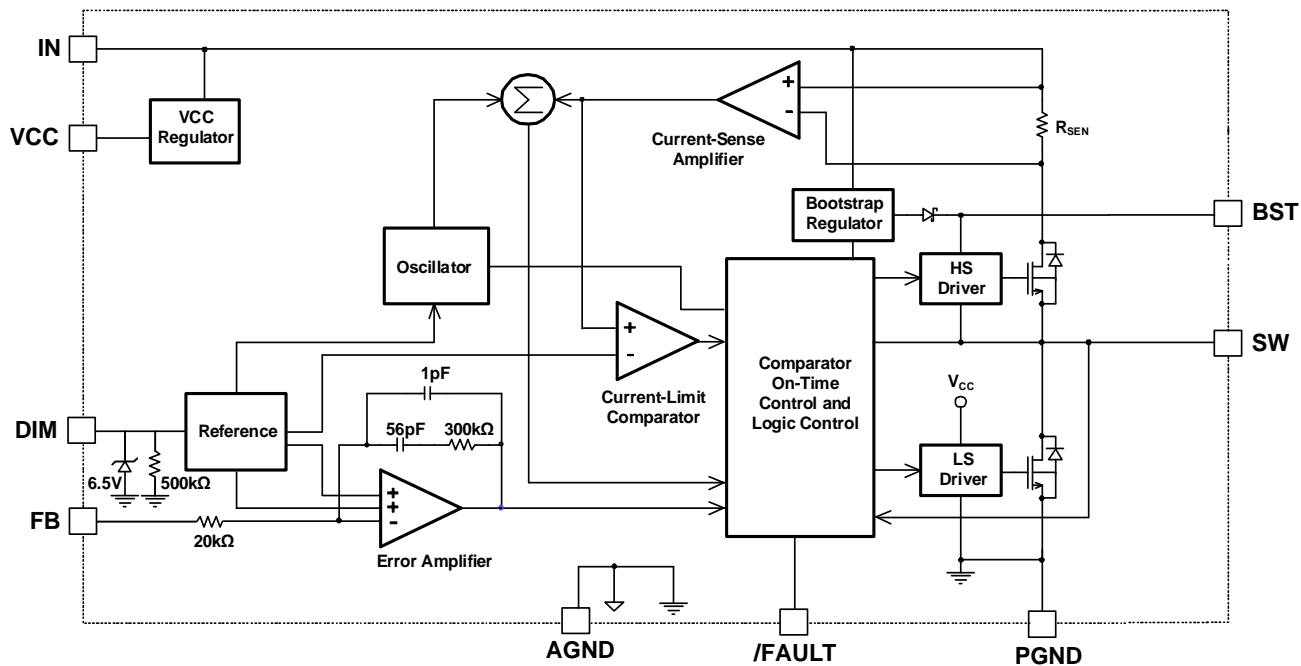 IN
VCC
VCC
Regulator
Σ
+
-
Current-Sense
Amplifier
RSEN
Bootstrap
Regulator
BST
Oscillator
HS
Driver
+
-
Current-Limit
Comparator
SW
Comparator
On-Time
Control and
Logic Control
VCC
1pF
56pF
300kΩ
DIM
Reference
6.5V
500kΩ
LS
Driver
FB
20kΩ
+
+
-
Error Amplifier
AGND
/FAULT
PGND